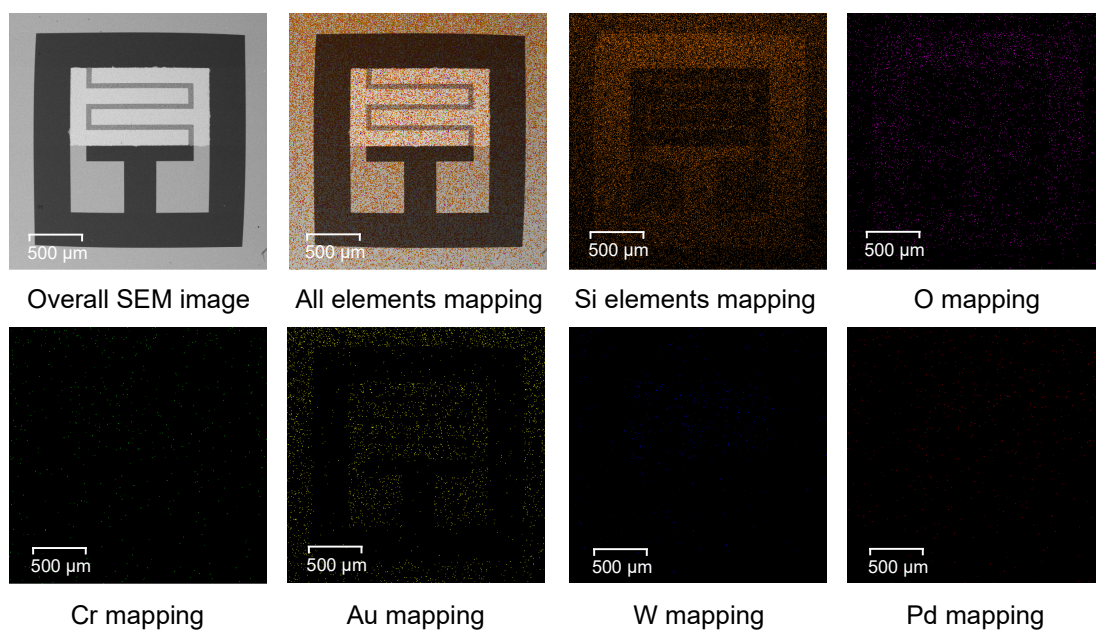 500 µm
500 µm
500 µm
500 µm
Overall SEM image
All elements mapping
Si elements mapping
O mapping
500 µm
500 µm
500 µm
500 µm
Cr mapping
Au mapping
W mapping
Pd mapping